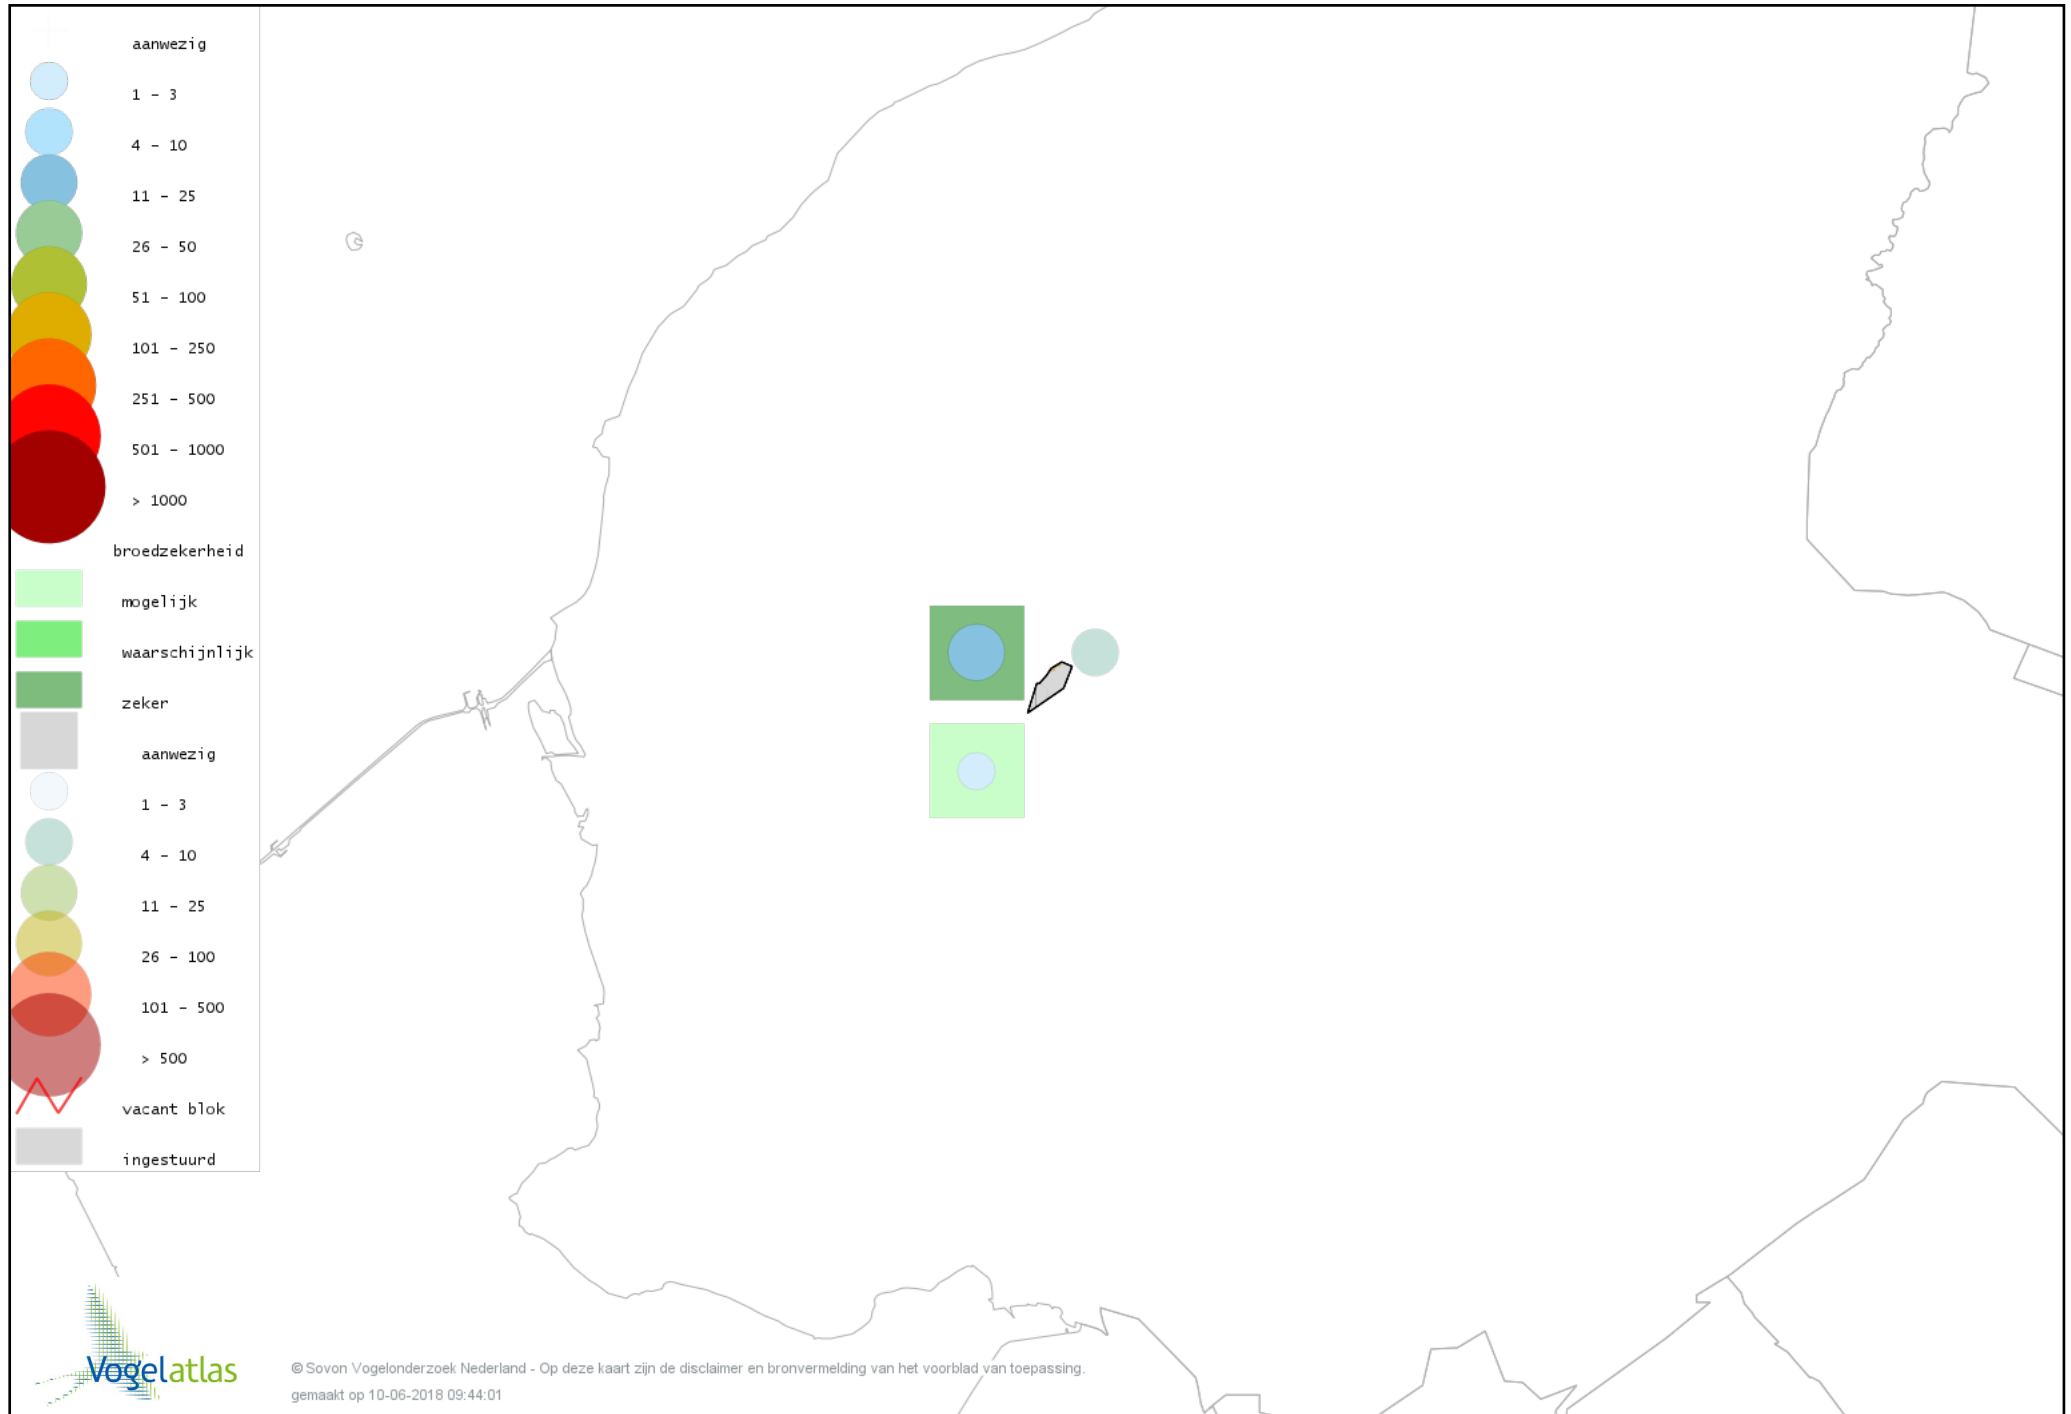 aanwezig
1 - 3
4 - 10
11 - 25
26 - 50
51 - 100
101 - 250
251 - 500
501 - 1000
> 1000
broedzekerheid
mogelijk
waarschijnlijk
zeker
aanwezig
1 - 3
4 - 10
11 - 25
26 - 100
101 - 500
> 500
vacant blok
ingestuurd
Vogelatlas
© Sovon Vogelonderzoek Nederland - Op deze kaart zijn de disclaimer en bronvermelding van het voorblad van toepassing.
gemaakt op 10-06-2018 09:44:01